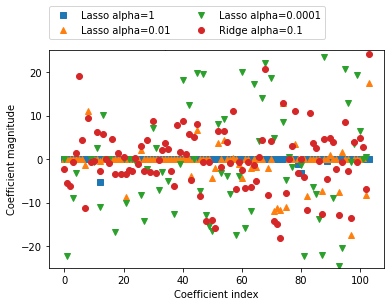 Lasso alpha=1
Lasso alpha=0.01
Lasso alpha=0.0001
Ridge alpha=0.1
20
10
0
−10
−20
Coefficient magnitude
0
20
40
60
80
100
Coefficient index